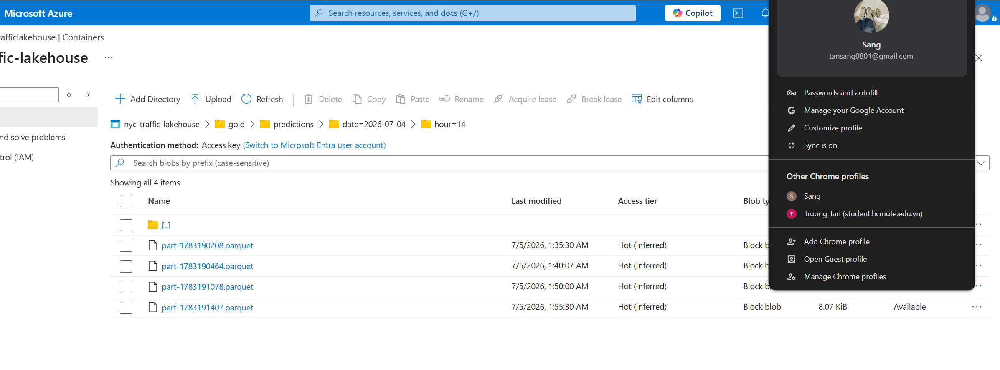 Microsoft Azure
Search resources, services, and docs (G+/)
Copilot
rafficlakehouse | Containers
fic-lakehouse
...
Add Directory
Upload
Refresh
Delete
Copy
Paste
Rename
Acquire lease
Break lease
Edit columns
nyc-traffic-lakehouse > gold > predictions > date=2026-07-04 > hour=14
nd solve problems
trol (IAM)
Authentication method: Access key (Switch to Microsoft Entra user account)
Search blobs by prefix (case-sensitive)
Showing all 4 items
Name Last modified Access tier Blob ty
[..]
part-1783190208.parquet 7/5/2026, 1:35:30 AM Hot (Inferred) Block b
part-1783190464.parquet 7/5/2026, 1:40:07 AM Hot (Inferred) Block b
part-1783191078.parquet 7/5/2026, 1:50:00 AM Hot (Inferred) Block b
part-1783191407.parquet 7/5/2026, 1:55:30 AM Hot (Inferred) Block blob 8.07 KiB Available
Sang
tansang0801@gmail.com
Passwords and autofill
Manage your Google Account
Customize profile
Sync is on
Other Chrome profiles
S Sang
T Truong Tan (student.hcmute.edu.vn)
Add Chrome profile
Open Guest profile
Manage Chrome profiles